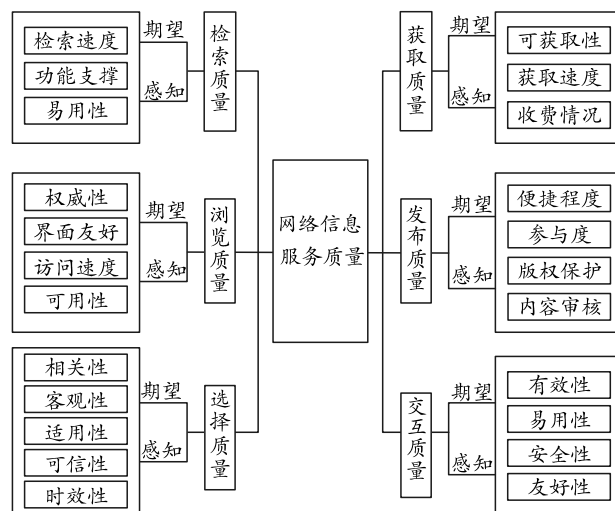 检索速度
功能支撑
易用性
期望
感知
检索质量
权威性
界面友好
访问速度
可用性
期望
感知
浏览质量
相关性
客观性
适用性
可信性
时效性
期望
感知
选择质量
网络信息
服务质量
获取质量
期望
感知
可获取性
获取速度
收费情况
发布质量
期望
感知
便捷程度
参与度
版权保护
内容审核
交互质量
期望
感知
有效性
易用性
安全性
友好性